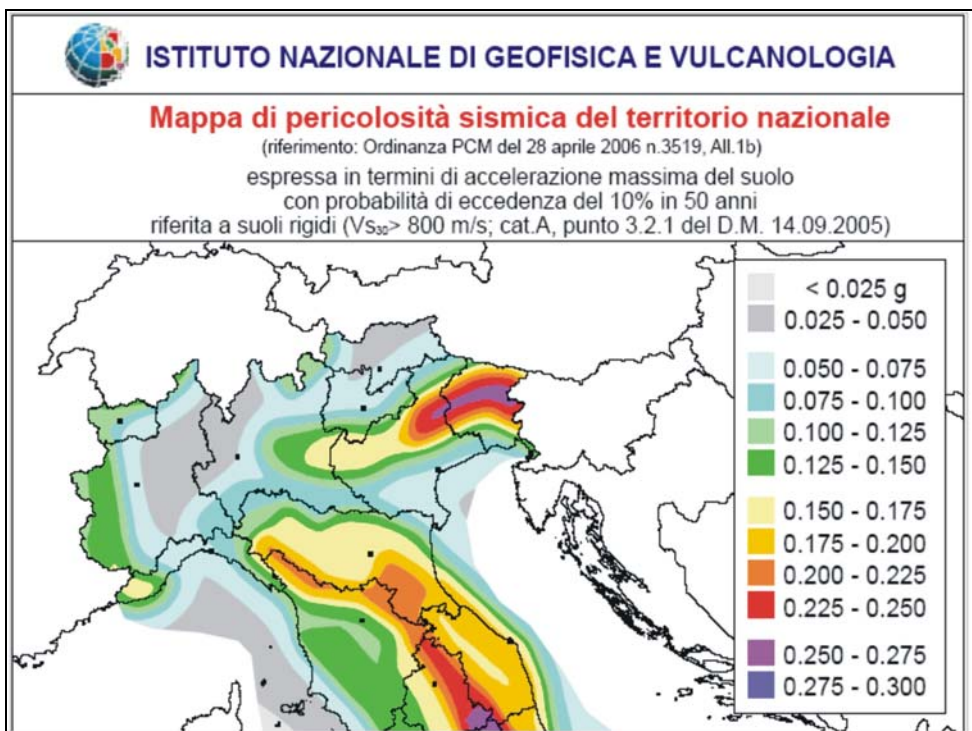 ISTITUTO NAZIONALE DI GEOFISICA E VULCANOLOGIA
Mappa di pericolosità sismica del territorio nazionale
(riferimento: Ordinanza PCM del 28 aprile 2006 n.3519, All.1b)
espressa in termini di accelerazione massima del suolo
con probabilità di eccedenza del 10% in 50 anni
riferita a suoli rigidi (Vs₃₀> 800 m/s; cat.A, punto 3.2.1 del D.M. 14.09.2005)
< 0.025 g
0.025 - 0.050
0.050 - 0.075
0.075 - 0.100
0.100 - 0.125
0.125 - 0.150
0.150 - 0.175
0.175 - 0.200
0.200 - 0.225
0.225 - 0.250
0.250 - 0.275
0.275 - 0.300